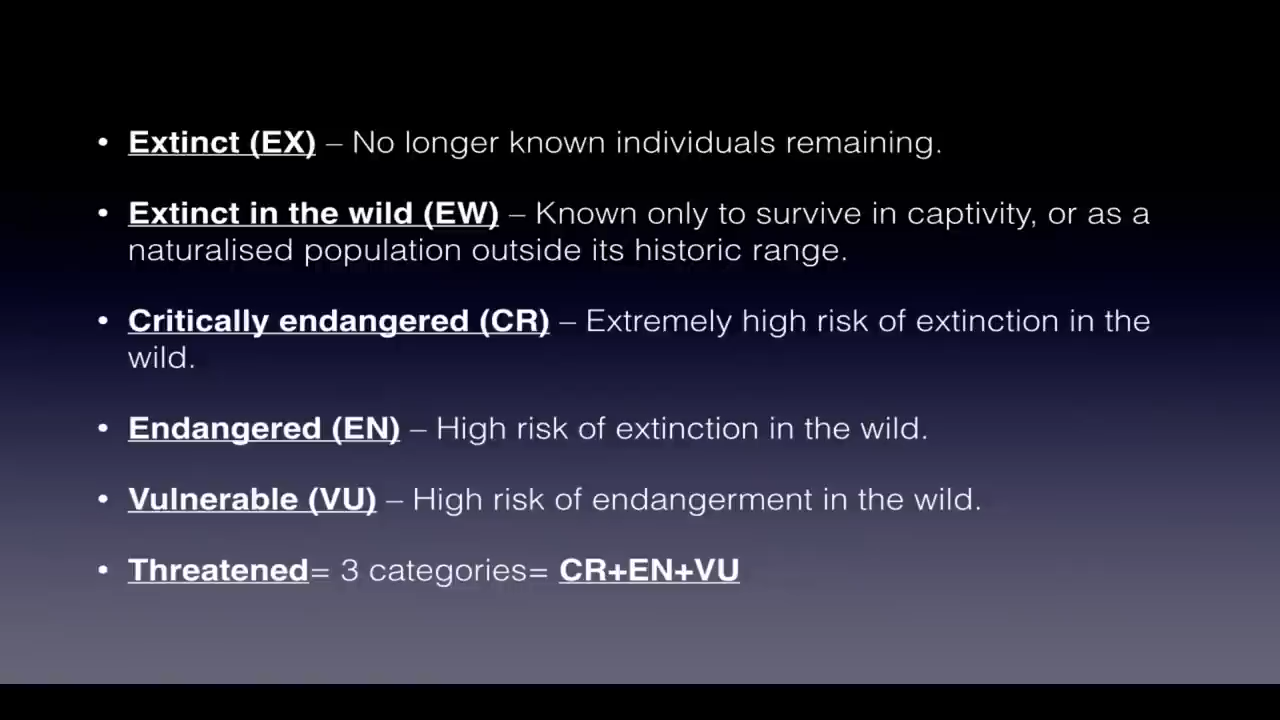 • Extinct (EX) – No longer known individuals remaining.
• Extinct in the wild (EW) – Known only to survive in captivity, or as a
naturalised population outside its historic range.
• Critically endangered (CR) – Extremely high risk of extinction in the
wild.
• Endangered (EN) – High risk of extinction in the wild.
• Vulnerable (VU) – High risk of endangerment in the wild.
• Threatened= 3 categories= CR+EN+VU